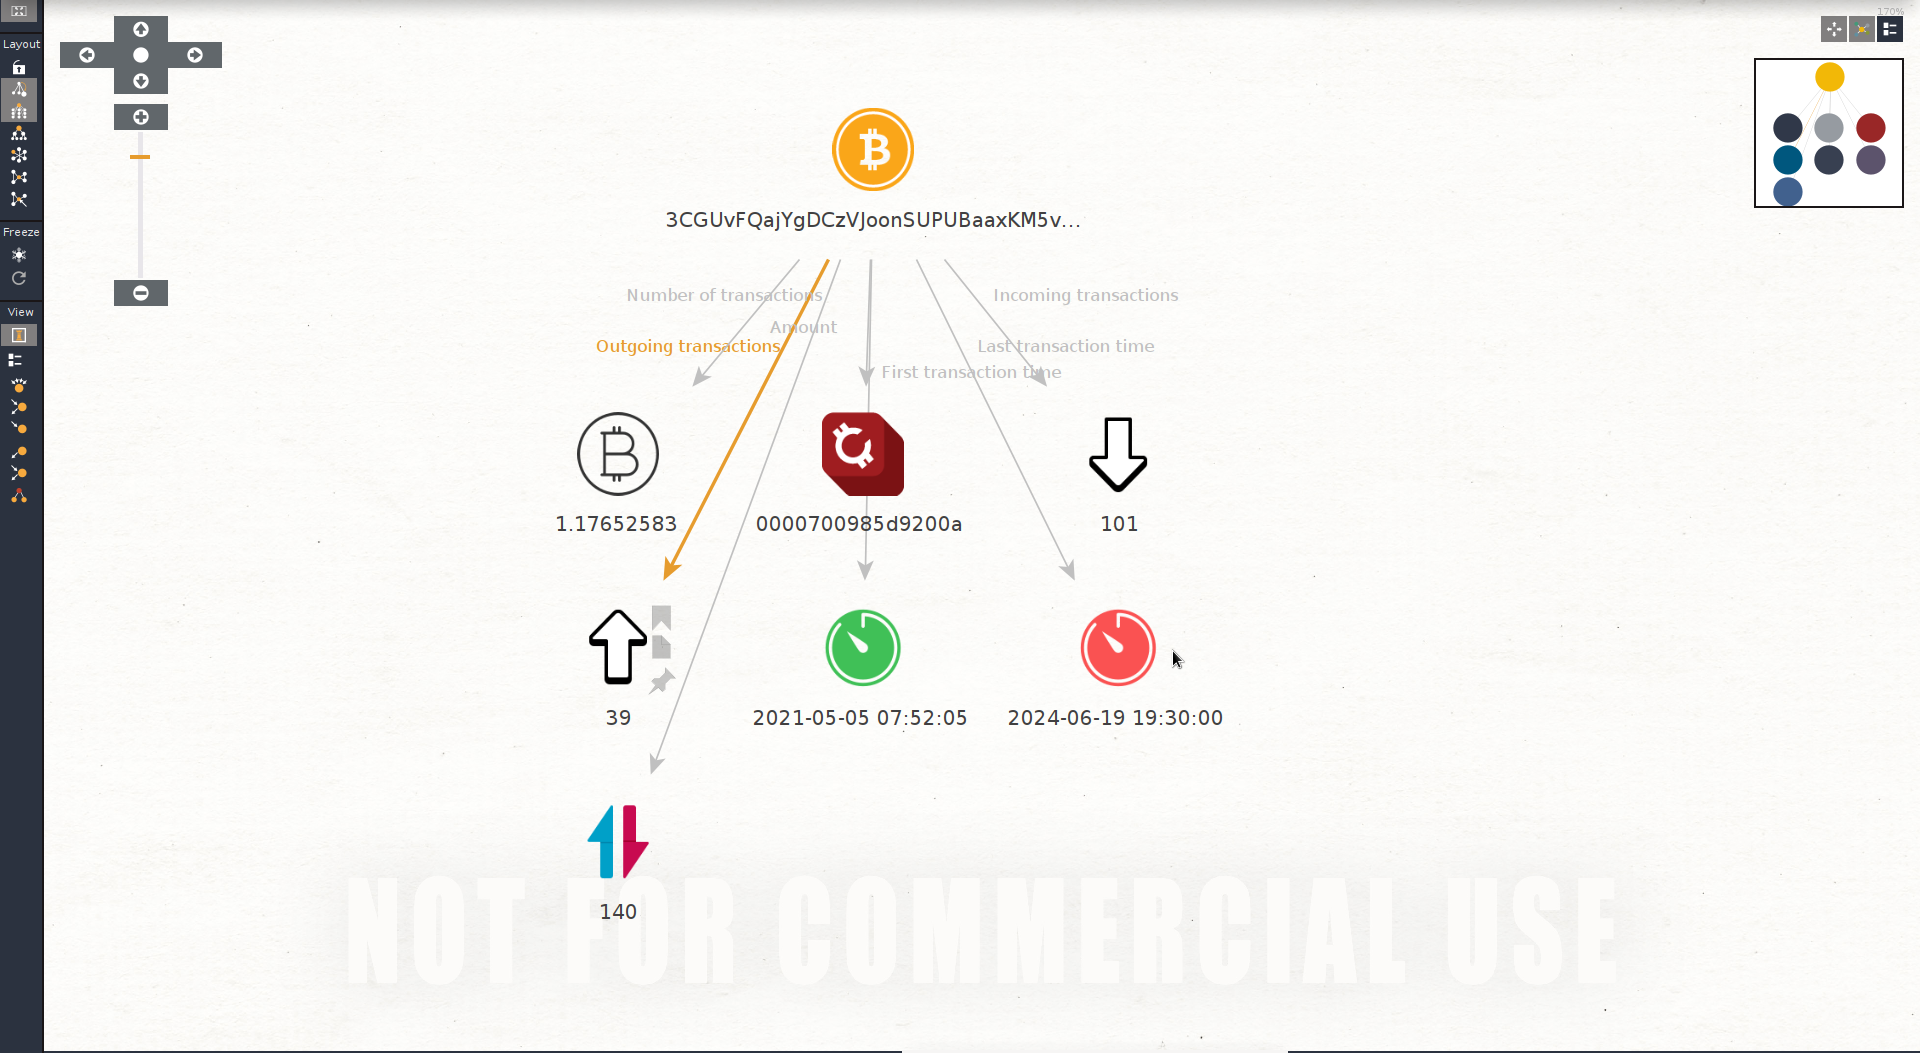 170%
Layout
3CGUvFQajYgDCzVJoonSUPUBaaxKM5v...
Freeze
Number of transactions
Incoming transactions
View
Amount
Outgoing transactions
Last transaction time
First transaction time
1.17652583
0000700985d9200a
101
39
2021-05-05 07:52:05
2024-06-19 19:30:00
140
NOT FOR COMMERCIAL USE